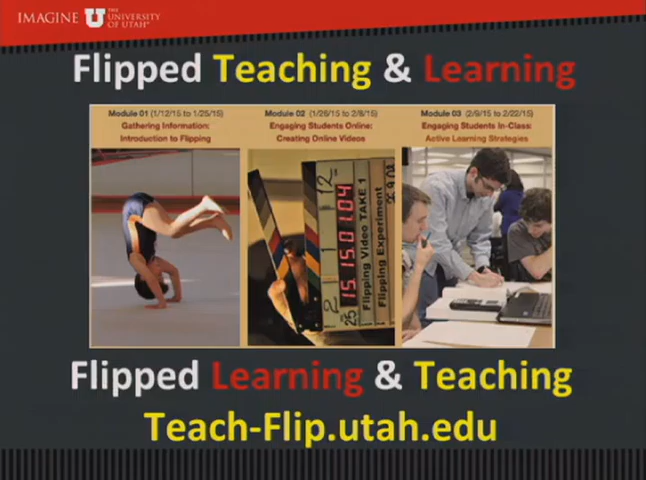 IMAGINE U THE UNIVERSITY OF UTAH®
Flipped Teaching & Learning
Module 01 (1/12/15 to 1/25/15)
Gathering Information:
Introduction to Flipping
Module 02 (1/26/15 to 2/8/15)
Engaging Students Online:
Creating Online Videos
Module 03 (2/9/15 to 2/22/15)
Engaging Students In-Class:
Active Learning Strategies
15 15.01.04
Flipping Video TAKE 1
Flipping Experiment
Flipped Learning & Teaching
Teach-Flip.utah.edu